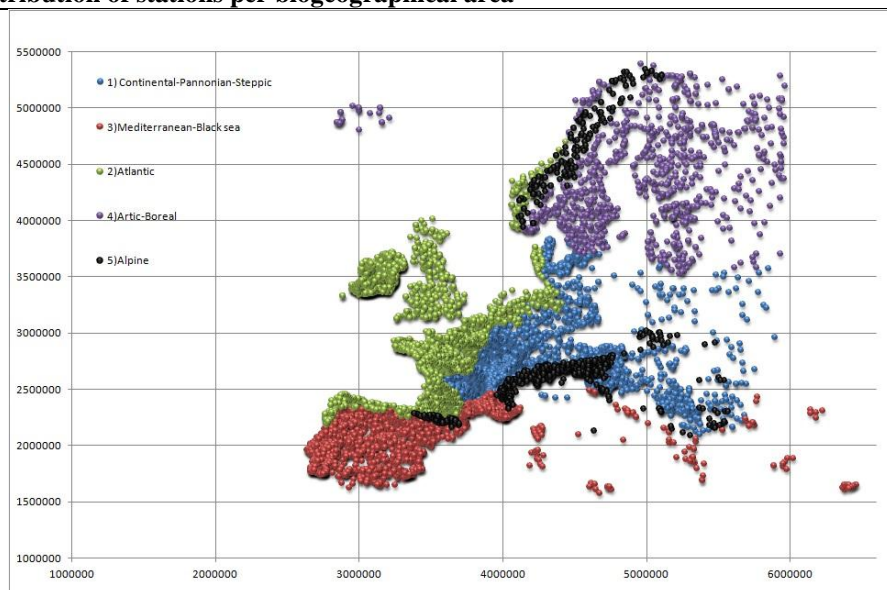 tribution of stations per biogeographical area
5500000
1) Continental-Pannonian-Steppic
5000000
3)Mediterranean-Black sea
4500000
2)Atlantic
4)Artic-Boreal
4000000
5)Alpine
3500000
3000000
2500000
2000000
1500000
1000000
1000000 2000000 3000000 4000000 5000000 6000000